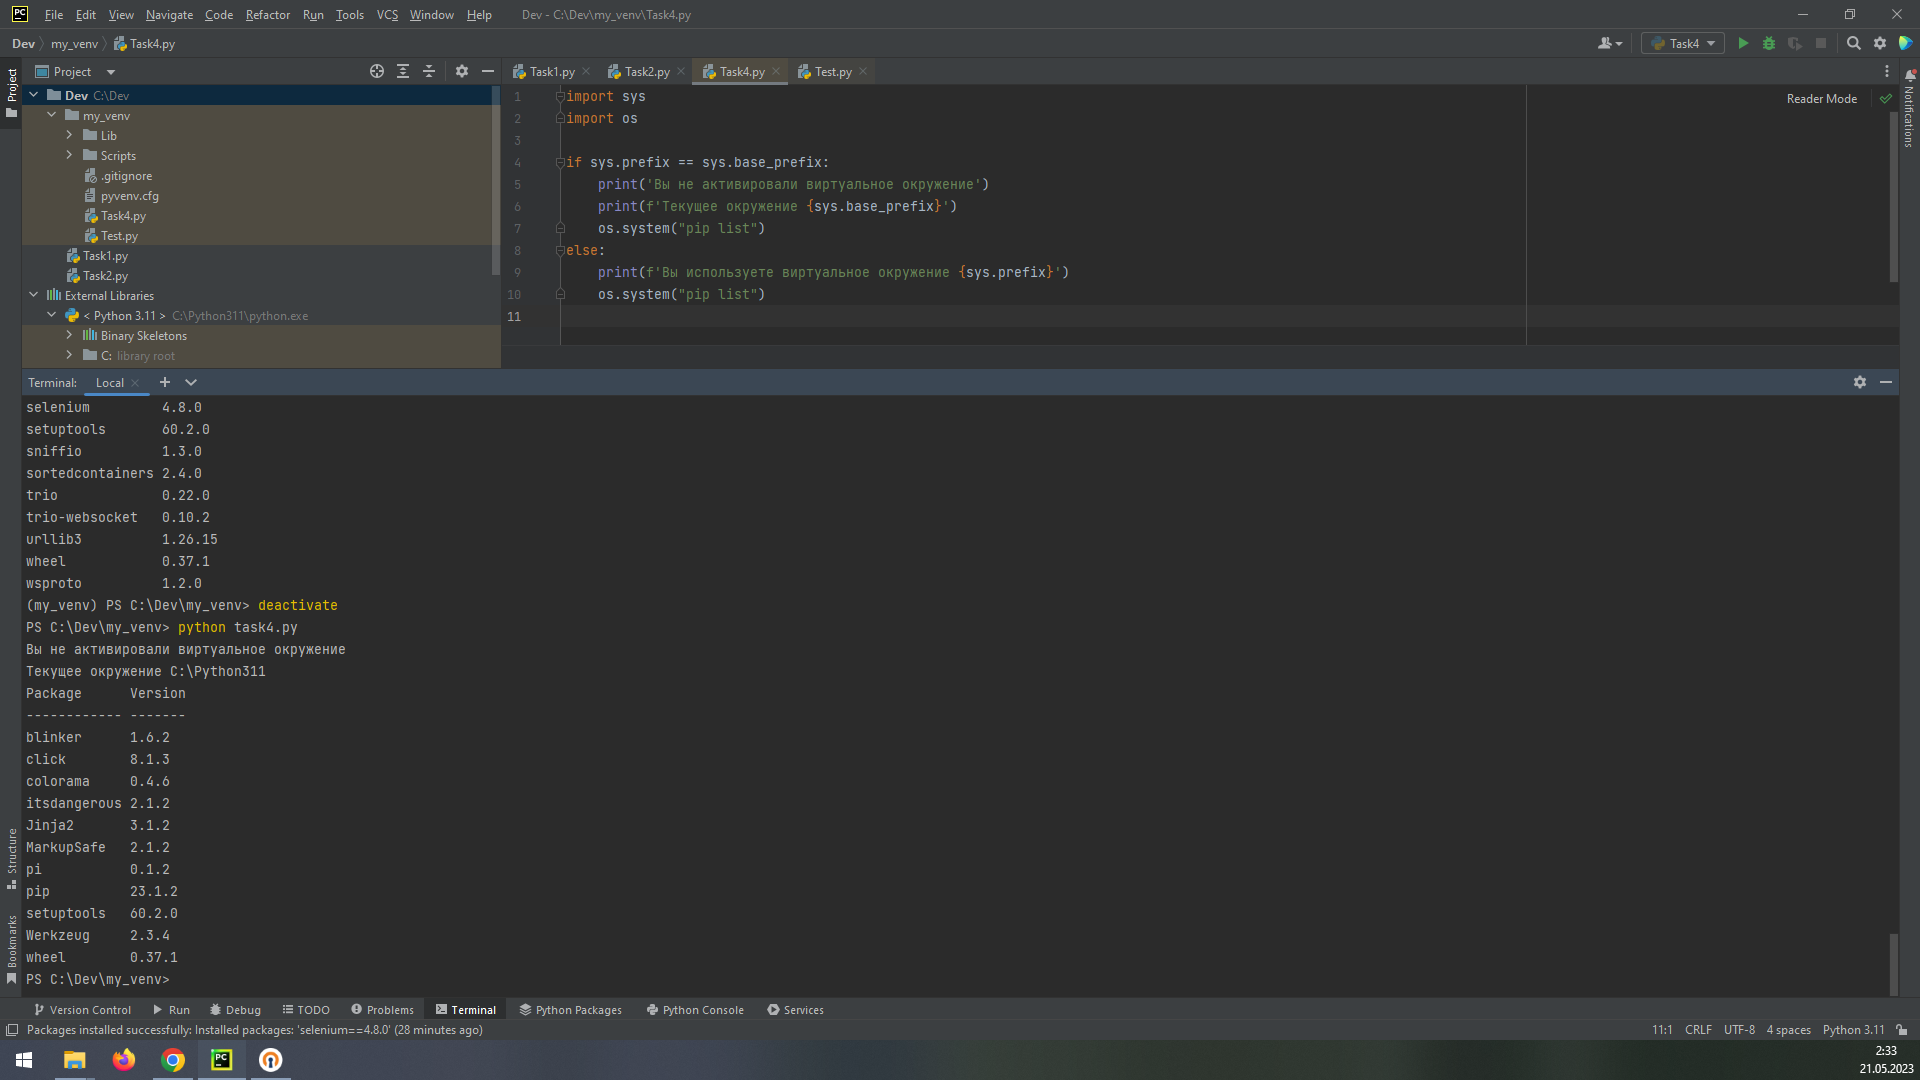 PC File Edit View Navigate Code Refactor Run Tools VCS Window Help Dev - C:\Dev\my_venv\Task4.py
Dev my_venv Task4.py Task4
Project Task1.py Task2.py Task4.py Test.py
Project
Dev C:\Dev
my_venv
Lib
Scripts
.gitignore
pyvenv.cfg
Task4.py
Test.py
Task1.py
Task2.py
External Libraries
< Python 3.11 > C:\Python311\python.exe
Binary Skeletons
C: library root
Reader Mode
Notifications
1 import sys
2 import os
3
4 if sys.prefix == sys.base_prefix:
5     print('Вы не активировали виртуальное окружение')
6     print(f'Текущее окружение {sys.base_prefix}')
7     os.system("pip list")
8 else:
9     print(f'Вы используете виртуальное окружение {sys.prefix}')
10     os.system("pip list")
11
Terminal: Local
selenium 4.8.0
setuptools 60.2.0
sniffio 1.3.0
sortedcontainers 2.4.0
trio 0.22.0
trio-websocket 0.10.2
urllib3 1.26.15
wheel 0.37.1
wsproto 1.2.0
(my_venv) PS C:\Dev\my_venv> deactivate
PS C:\Dev\my_venv> python task4.py
Вы не активировали виртуальное окружение
Текущее окружение C:\Python311
Package Version
------------ -------
blinker 1.6.2
click 8.1.3
colorama 0.4.6
itsdangerous 2.1.2
Jinja2 3.1.2
MarkupSafe 2.1.2
pi 0.1.2
pip 23.1.2
setuptools 60.2.0
Werkzeug 2.3.4
wheel 0.37.1
PS C:\Dev\my_venv>
Structure
Bookmarks
Version Control Run Debug TODO Problems Terminal Python Packages Python Console Services
Packages installed successfully: Installed packages: 'selenium==4.8.0' (28 minutes ago) 11:1 CRLF UTF-8 4 spaces Python 3.11
PC
2:33
21.05.2023